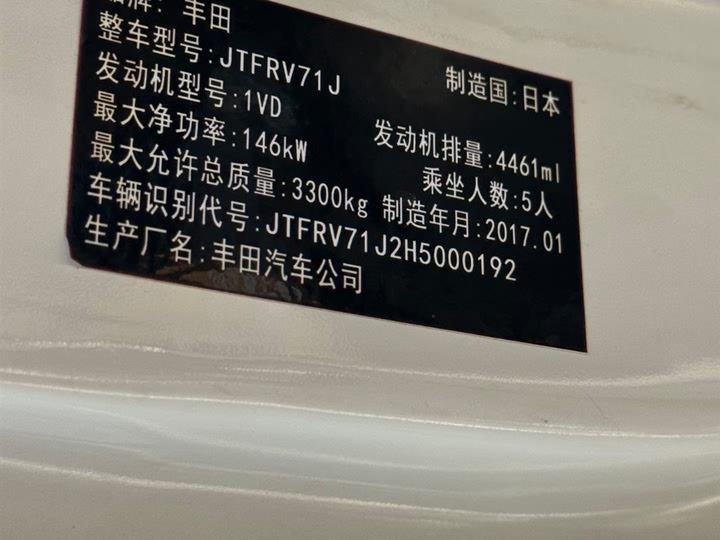 品牌: 丰田
整车型号:JTFRV71J 制造国:日本
发动机型号:1VD 发动机排量:4461ml
最大净功率:146kW 乘坐人数:5人
最大允许总质量:3300kg 制造年月:2017.01
车辆识别代号:JTFRV71J2H5000192
生产厂名:丰田汽车公司